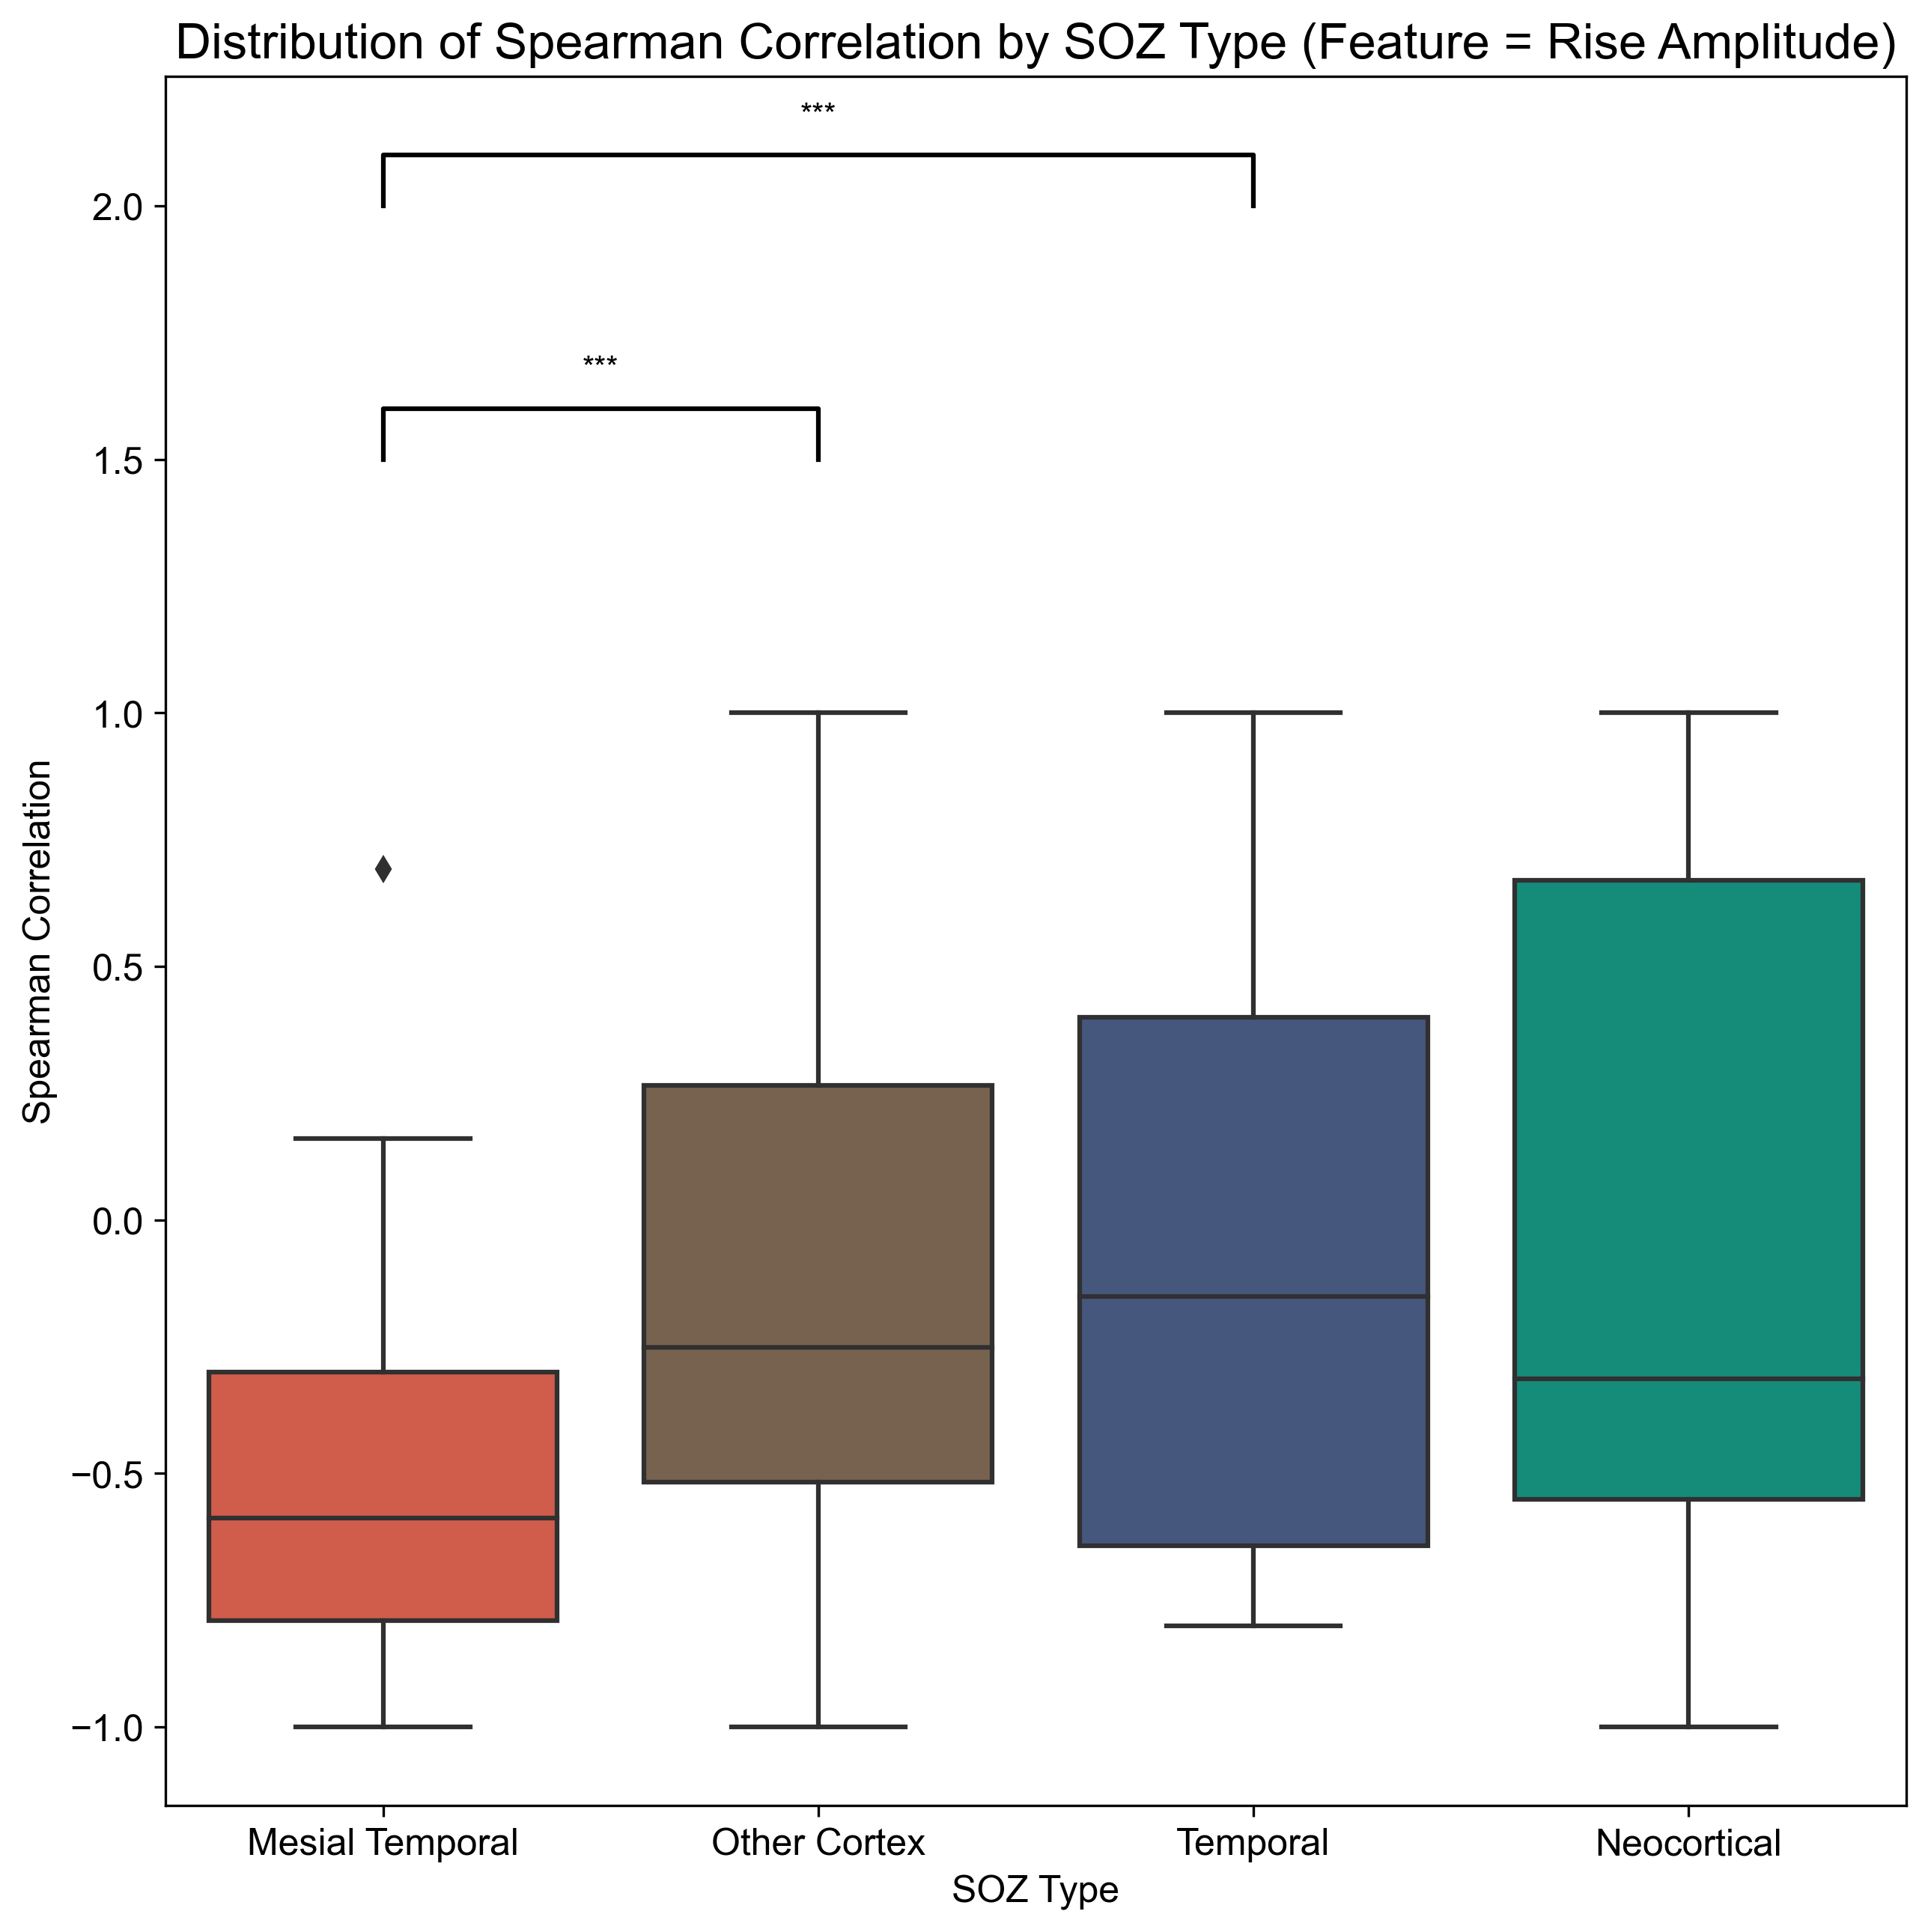 Distribution of Spearman Correlation by SOZ Type (Feature = Rise Amplitude)
***
2.0
***
1.5
1.0
Spearman Correlation
0.5
0.0
−0.5
−1.0
Mesial Temporal Other Cortex Temporal Neocortical
SOZ Type